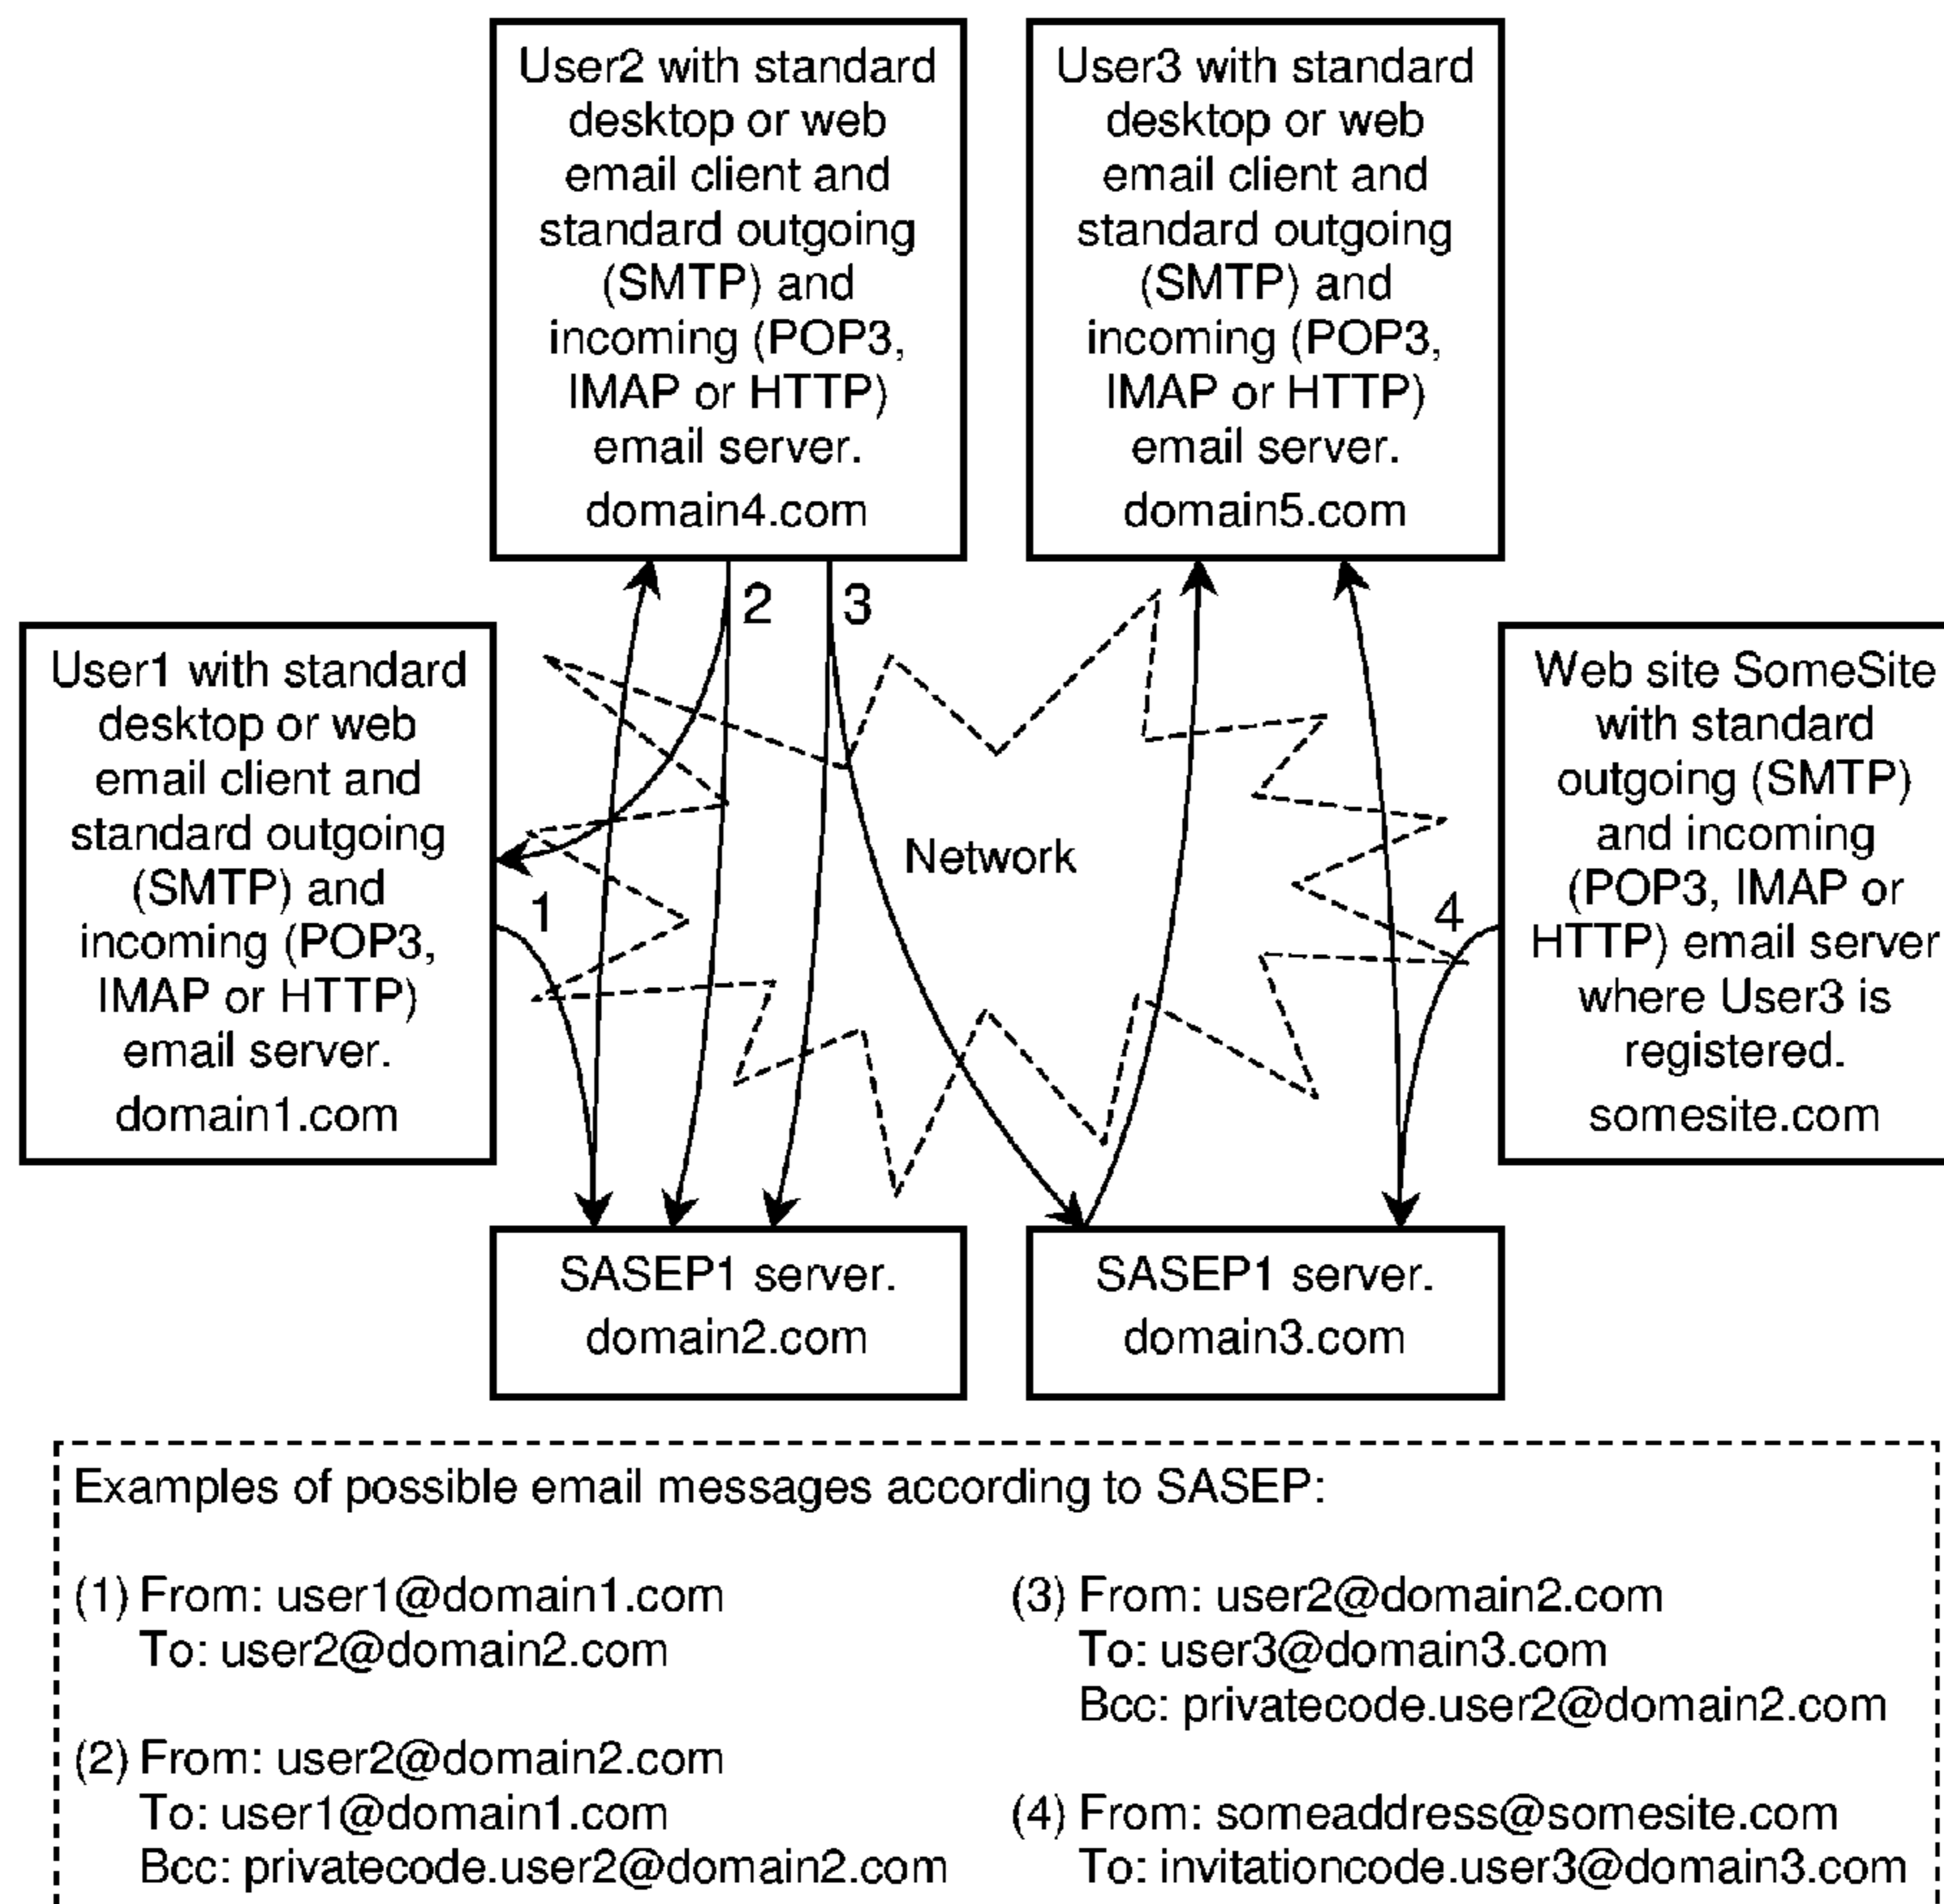 User2 with standard
desktop or web
email client and
standard outgoing
(SMTP) and
incoming (POP3,
IMAP or HTTP)
email server.
domain4.com
User3 with standard
desktop or web
email client and
standard outgoing
(SMTP) and
incoming (POP3,
IMAP or HTTP)
email server.
domain5.com
2
3
User1 with standard
desktop or web
email client and
standard outgoing
(SMTP) and
incoming (POP3,
IMAP or HTTP)
email server.
domain1.com
1
Network
4
Web site SomeSite
with standard
outgoing (SMTP)
and incoming
(POP3, IMAP or
HTTP) email server
where User3 is
registered.
somesite.com
SASEP1 server.
domain2.com
SASEP1 server.
domain3.com
Examples of possible email messages according to SASEP:
(1) From: user1@domain1.com
To: user2@domain2.com
(2) From: user2@domain2.com
To: user1@domain1.com
Bcc: privatecode.user2@domain2.com
(3) From: user2@domain2.com
To: user3@domain3.com
Bcc: privatecode.user2@domain2.com
(4) From: someaddress@somesite.com
To: invitationcode.user3@domain3.com